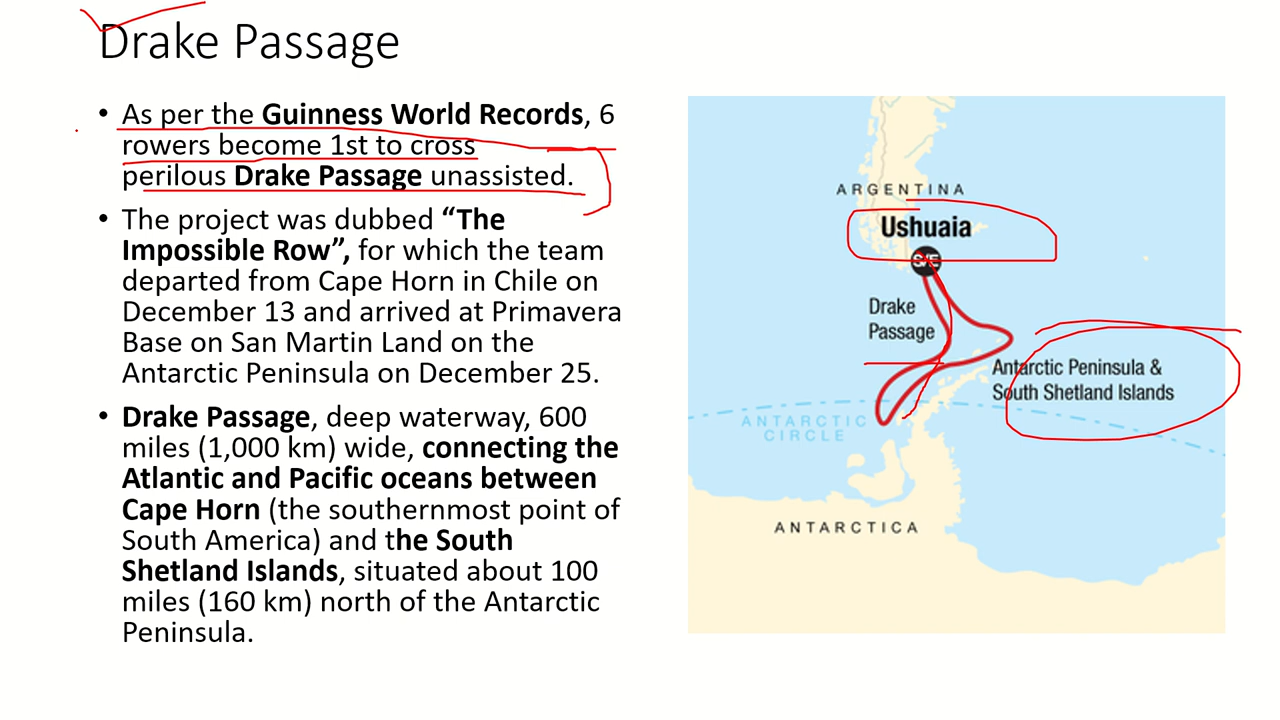 Drake Passage
• As per the Guinness World Records, 6
rowers become 1st to cross
perilous Drake Passage unassisted.
• The project was dubbed “The
Impossible Row”, for which the team
departed from Cape Horn in Chile on
December 13 and arrived at Primavera
Base on San Martin Land on the
Antarctic Peninsula on December 25.
• Drake Passage, deep waterway, 600
miles (1,000 km) wide, connecting the
Atlantic and Pacific oceans between
Cape Horn (the southernmost point of
South America) and the South
Shetland Islands, situated about 100
miles (160 km) north of the Antarctic
Peninsula.
ARGENTINA
Ushuaia
S/E
Drake
Passage
Antarctic Peninsula &
South Shetland Islands
ANTARCTIC
CIRCLE
ANTARCTICA